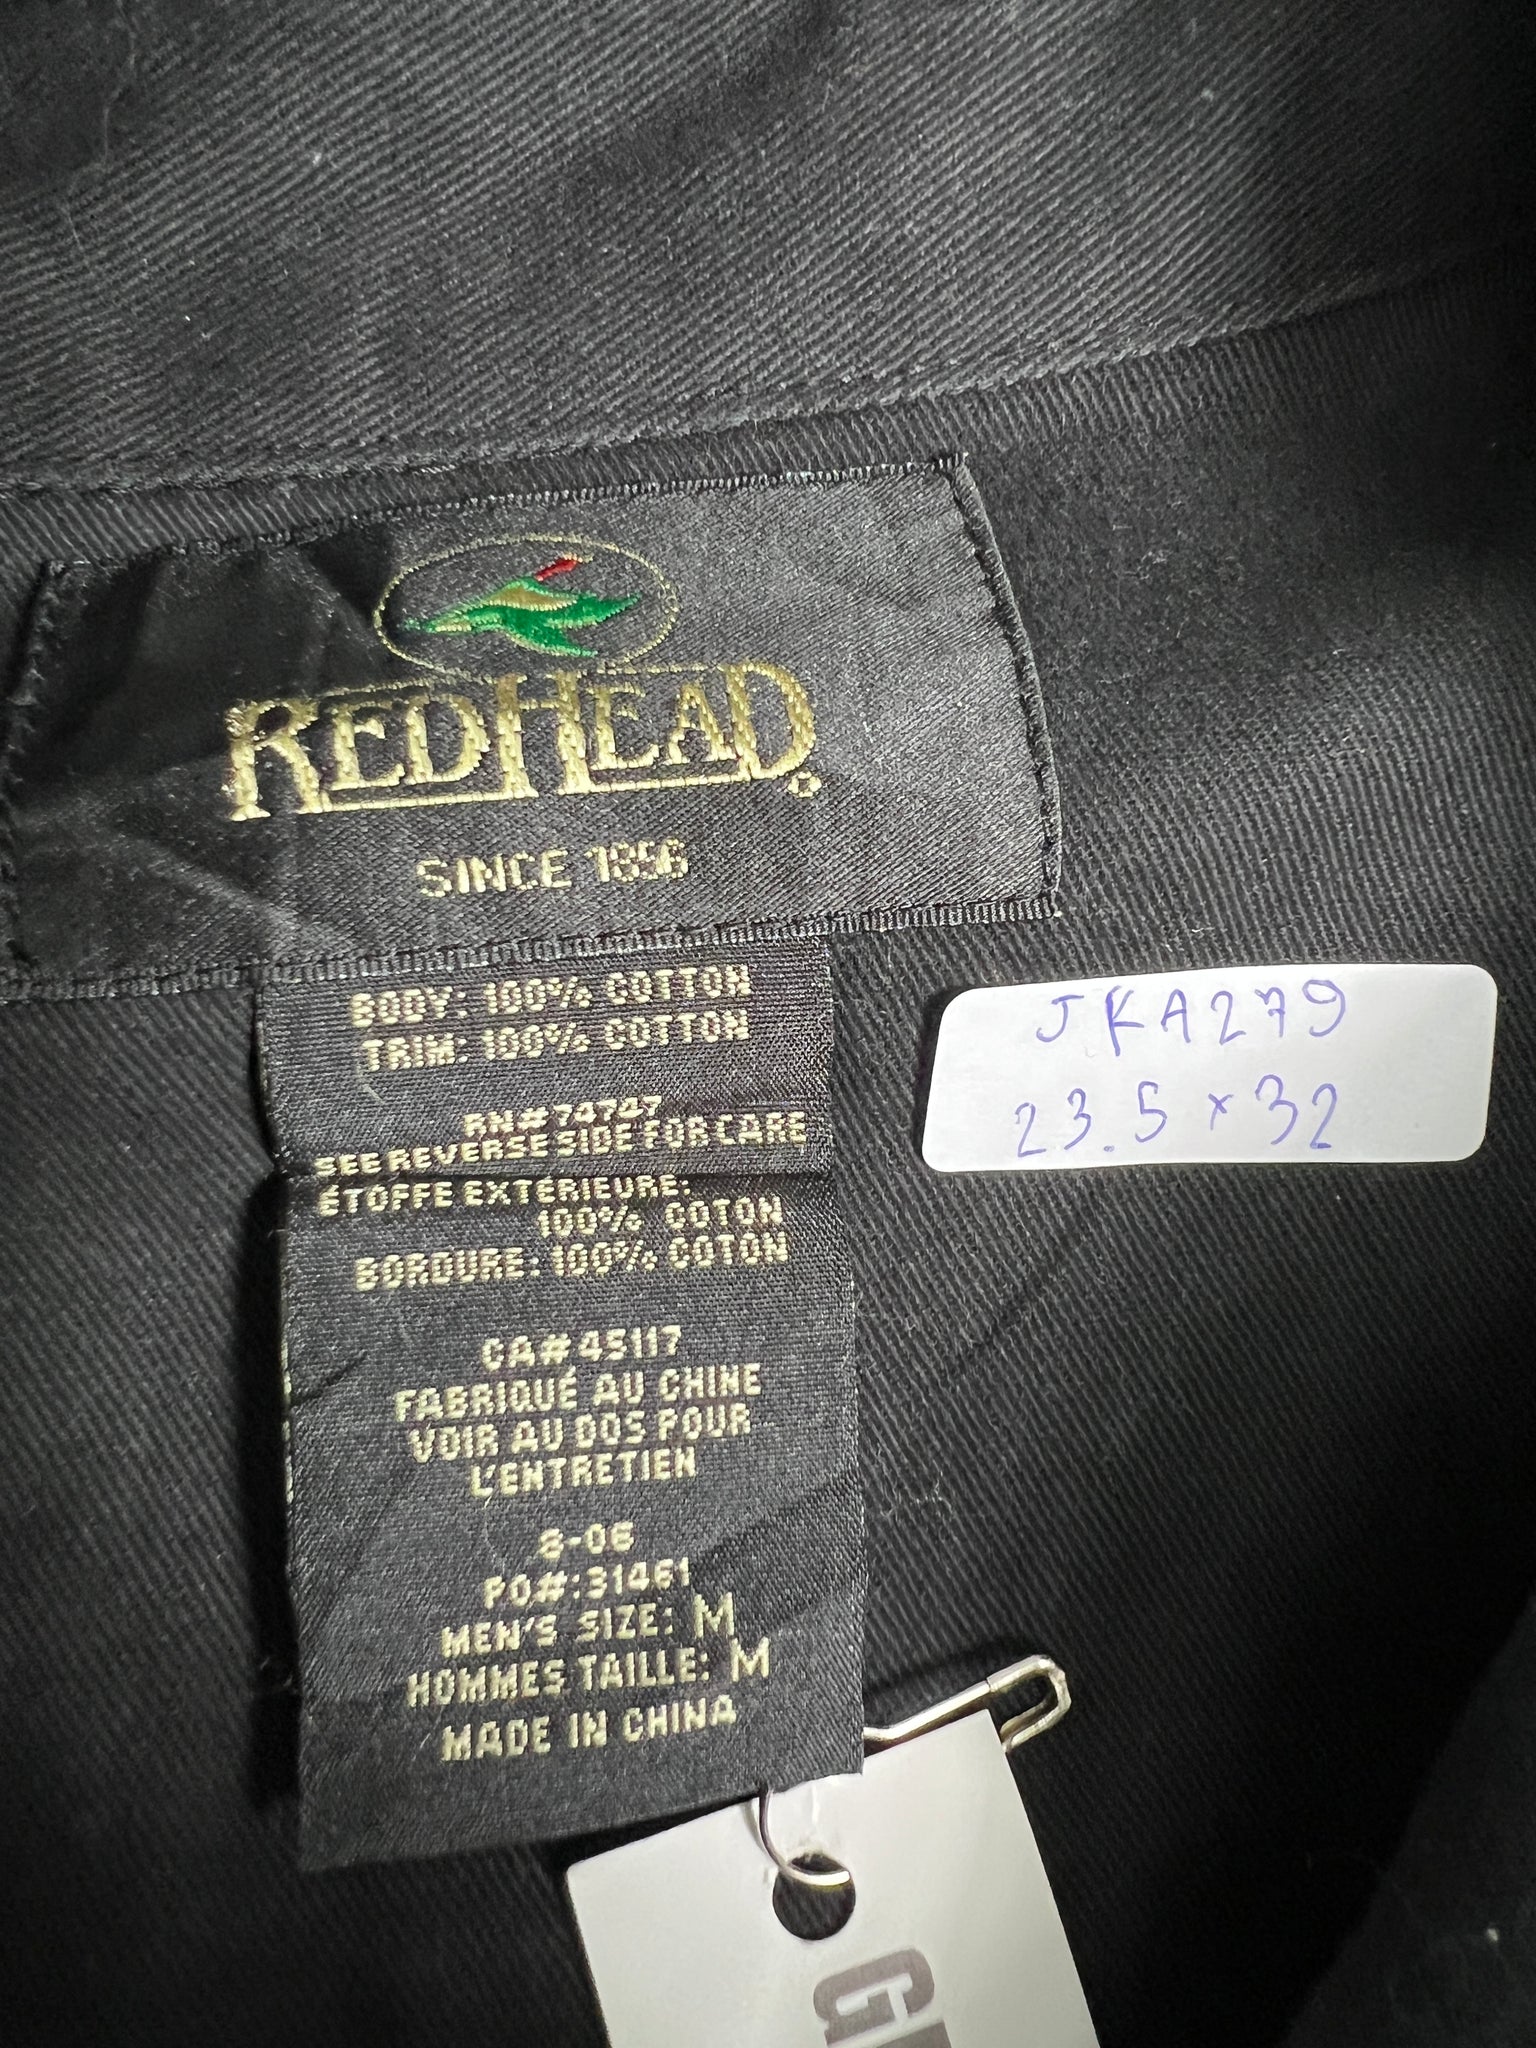 REDHEAD®
SINCE 1856
BODY: 100% COTTON
TRIM: 100% COTTON
RN#74747
SEE REVERSE SIDE FOR CARE
ÉTOFFE EXTÉRIEURE:
100% COTON
BORDURE: 100% COTON
CA#45117
FABRIQUÉ AU CHINE
VOIR AU DOS POUR
L'ENTRETIEN
8-06
PO#:31461
MEN'S SIZE: M
HOMMES TAILLE: M
MADE IN CHINA
JKA279
23.5 x 32